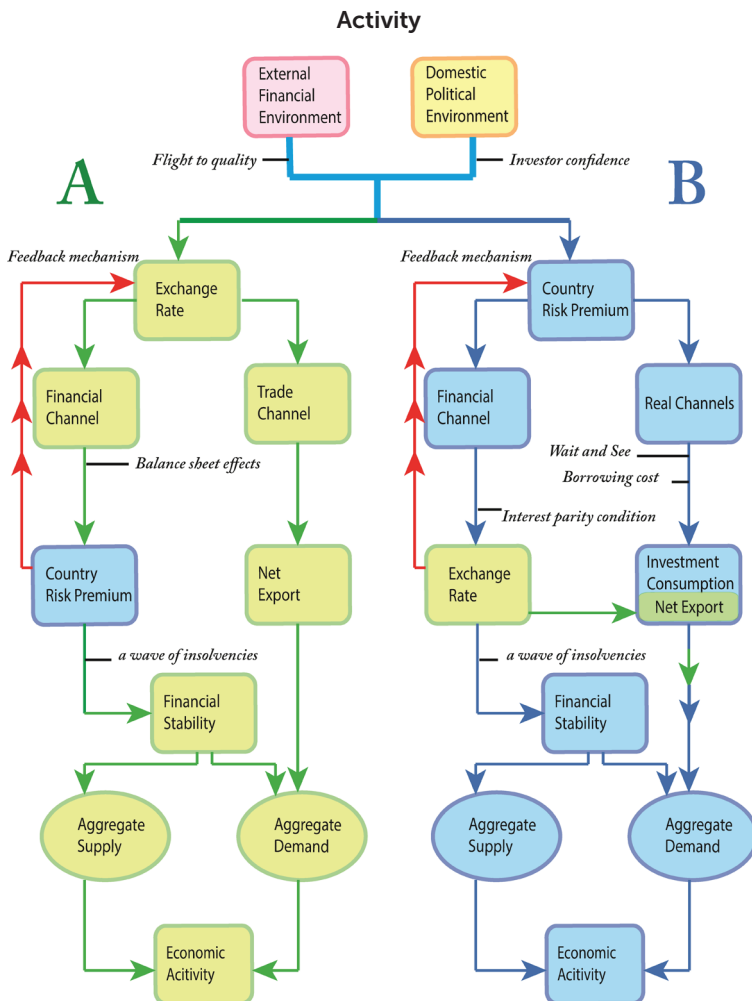 Activity
External
Financial
Environment
Domestic
Political
Environment
Flight to quality
Investor confidence
A
B
Feedback mechanism
Exchange
Rate
Financial
Channel
Trade
Channel
Balance sheet effects
Country
Risk Premium
Net
Export
a wave of insolvencies
Financial
Stability
Aggregate
Supply
Aggregate
Demand
Economic
Acitivity
Feedback mechanism
Country
Risk Premium
Financial
Channel
Real Channels
Wait and See
Borrowing cost
Interest parity condition
Exchange
Rate
Investment
Consumption
Net Export
a wave of insolvencies
Financial
Stability
Aggregate
Supply
Aggregate
Demand
Economic
Acitivity